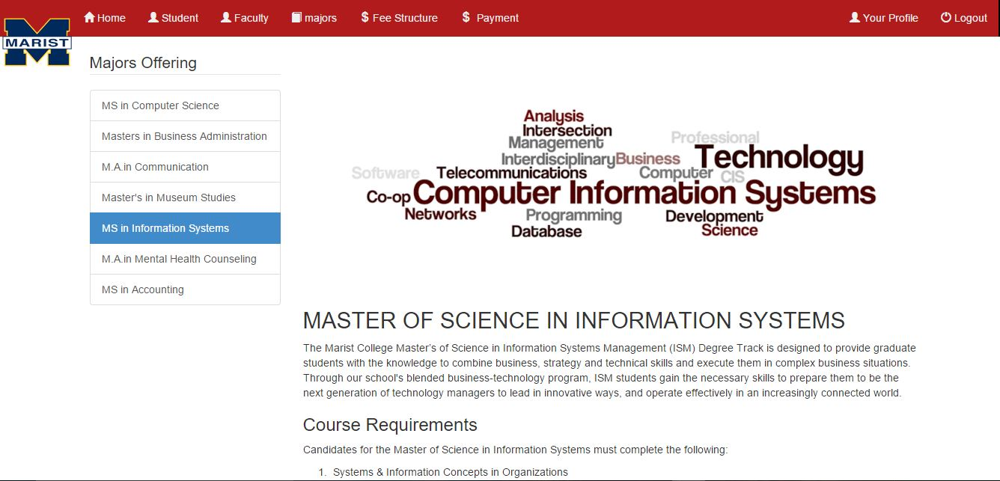 Home Student Faculty majors Fee Structure Payment Your Profile Logout
MARIST
Majors Offering
MS in Computer Science
Masters in Business Administration
M.A.in Communication
Master's in Museum Studies
MS in Information Systems
M.A.in Mental Health Counseling
MS in Accounting
Analysis
Intersection
Management
Professional
Interdisciplinary Business Technology
Software Telecommunications Computer CIS
Co-op Computer Information Systems
Networks Programming Development
Database Science
MASTER OF SCIENCE IN INFORMATION SYSTEMS
The Marist College Master’s of Science in Information Systems Management (ISM) Degree Track is designed to provide graduate
students with the knowledge to combine business, strategy and technical skills and execute them in complex business situations.
Through our school's blended business-technology program, ISM students gain the necessary skills to prepare them to be the
next generation of technology managers to lead in innovative ways, and operate effectively in an increasingly connected world.
Course Requirements
Candidates for the Master of Science in Information Systems must complete the following:
1. Systems & Information Concepts in Organizations